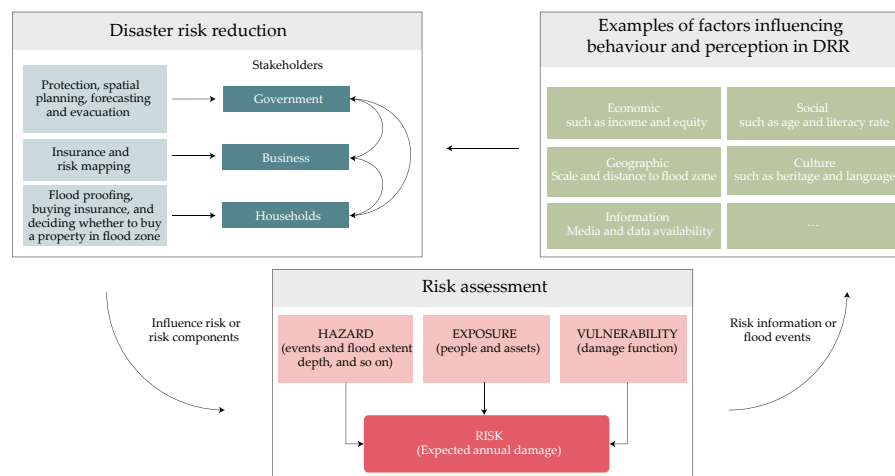 Disaster risk reduction
Stakeholders
Protection, spatial
planning, forecasting
and evacuation
Government
Insurance and
risk mapping
Business
Flood proofing,
buying insurance, and
deciding whether to buy
a property in flood zone
Households
Examples of factors influencing
behaviour and perception in DRR
Economic
such as income and equity
Social
such as age and literacy rate
Geographic
Scale and distance to flood zone
Culture
such as heritage and language
Information
Media and data availability
...
Influence risk or
risk components
Risk assessment
HAZARD
(events and flood extent
depth, and so on)
EXPOSURE
(people and assets)
VULNERABILITY
(damage function)
RISK
(Expected annual damage)
Risk information or
flood events